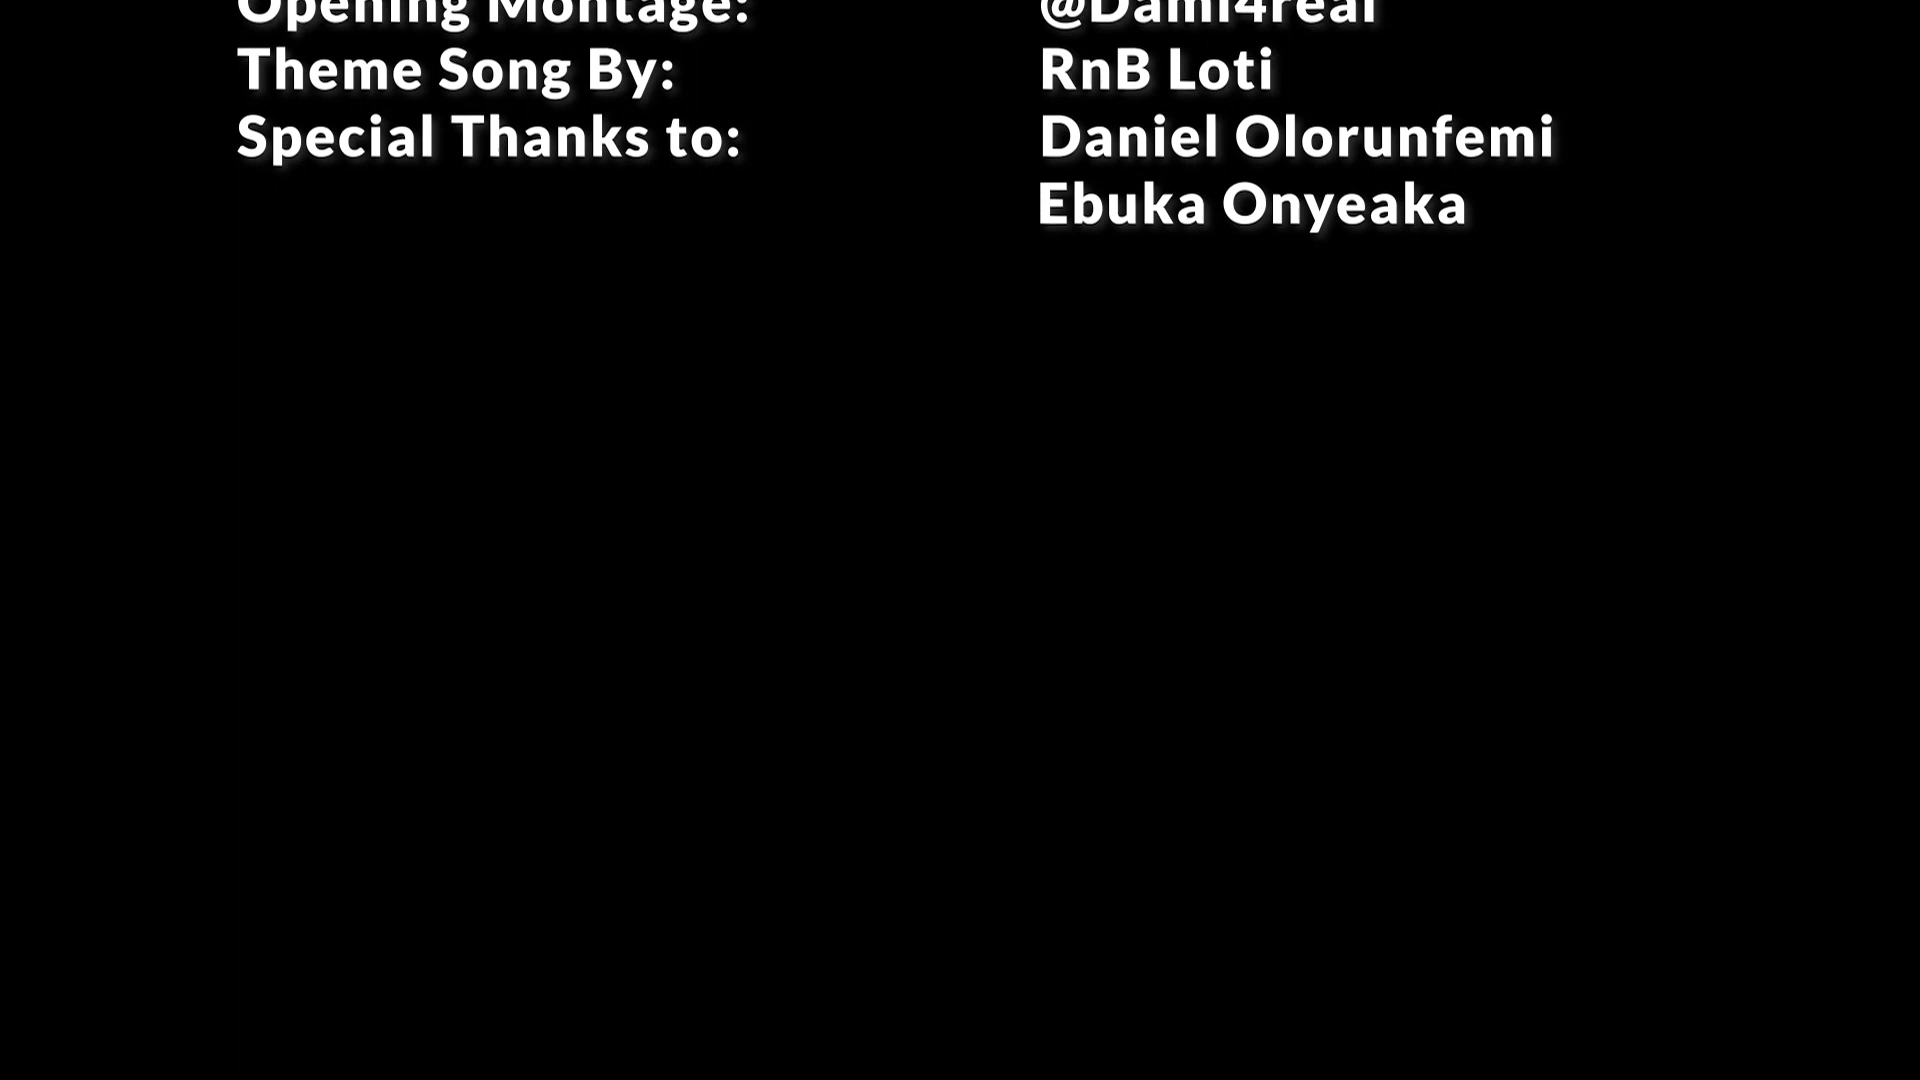 Opening Montage: @Dami4real
Theme Song By: RnB Loti
Special Thanks to: Daniel Olorunfemi
Ebuka Onyeaka